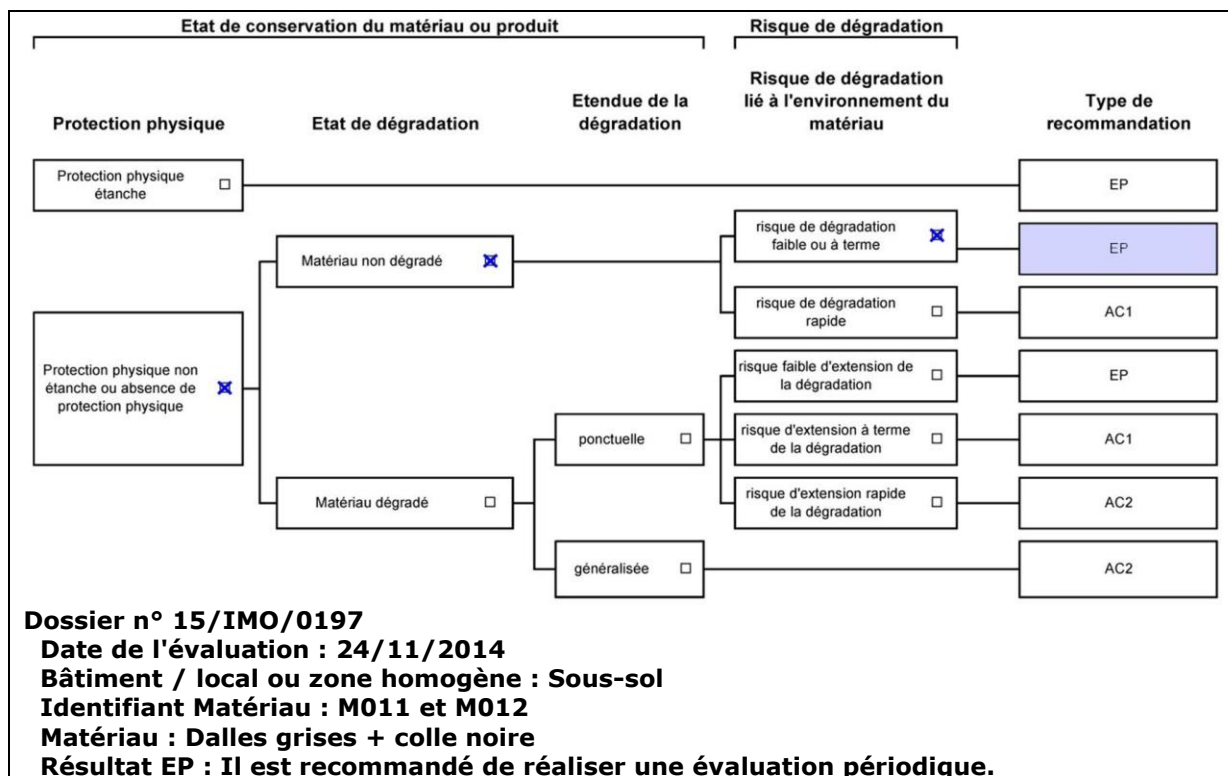 Etat de conservation du matériau ou produit
Risque de dégradation
Protection physique
Etat de dégradation
Etendue de la
dégradation
Risque de dégradation
lié à l'environnement du
matériau
Type de
recommandation
Protection physique
étanche
EP
risque de dégradation
faible ou à terme
EP
Matériau non dégradé
risque de dégradation
rapide
AC1
Protection physique non
étanche ou absence de
protection physique
risque faible d'extension de
la dégradation
EP
ponctuelle
risque d'extension à terme
de la dégradation
AC1
Matériau dégradé
risque d'extension rapide
de la dégradation
AC2
généralisée
AC2
Dossier n° 15/IMO/0197
Date de l'évaluation : 24/11/2014
Bâtiment / local ou zone homogène : Sous-sol
Identifiant Matériau : M011 et M012
Matériau : Dalles grises + colle noire
Résultat EP : Il est recommandé de réaliser une évaluation périodique.